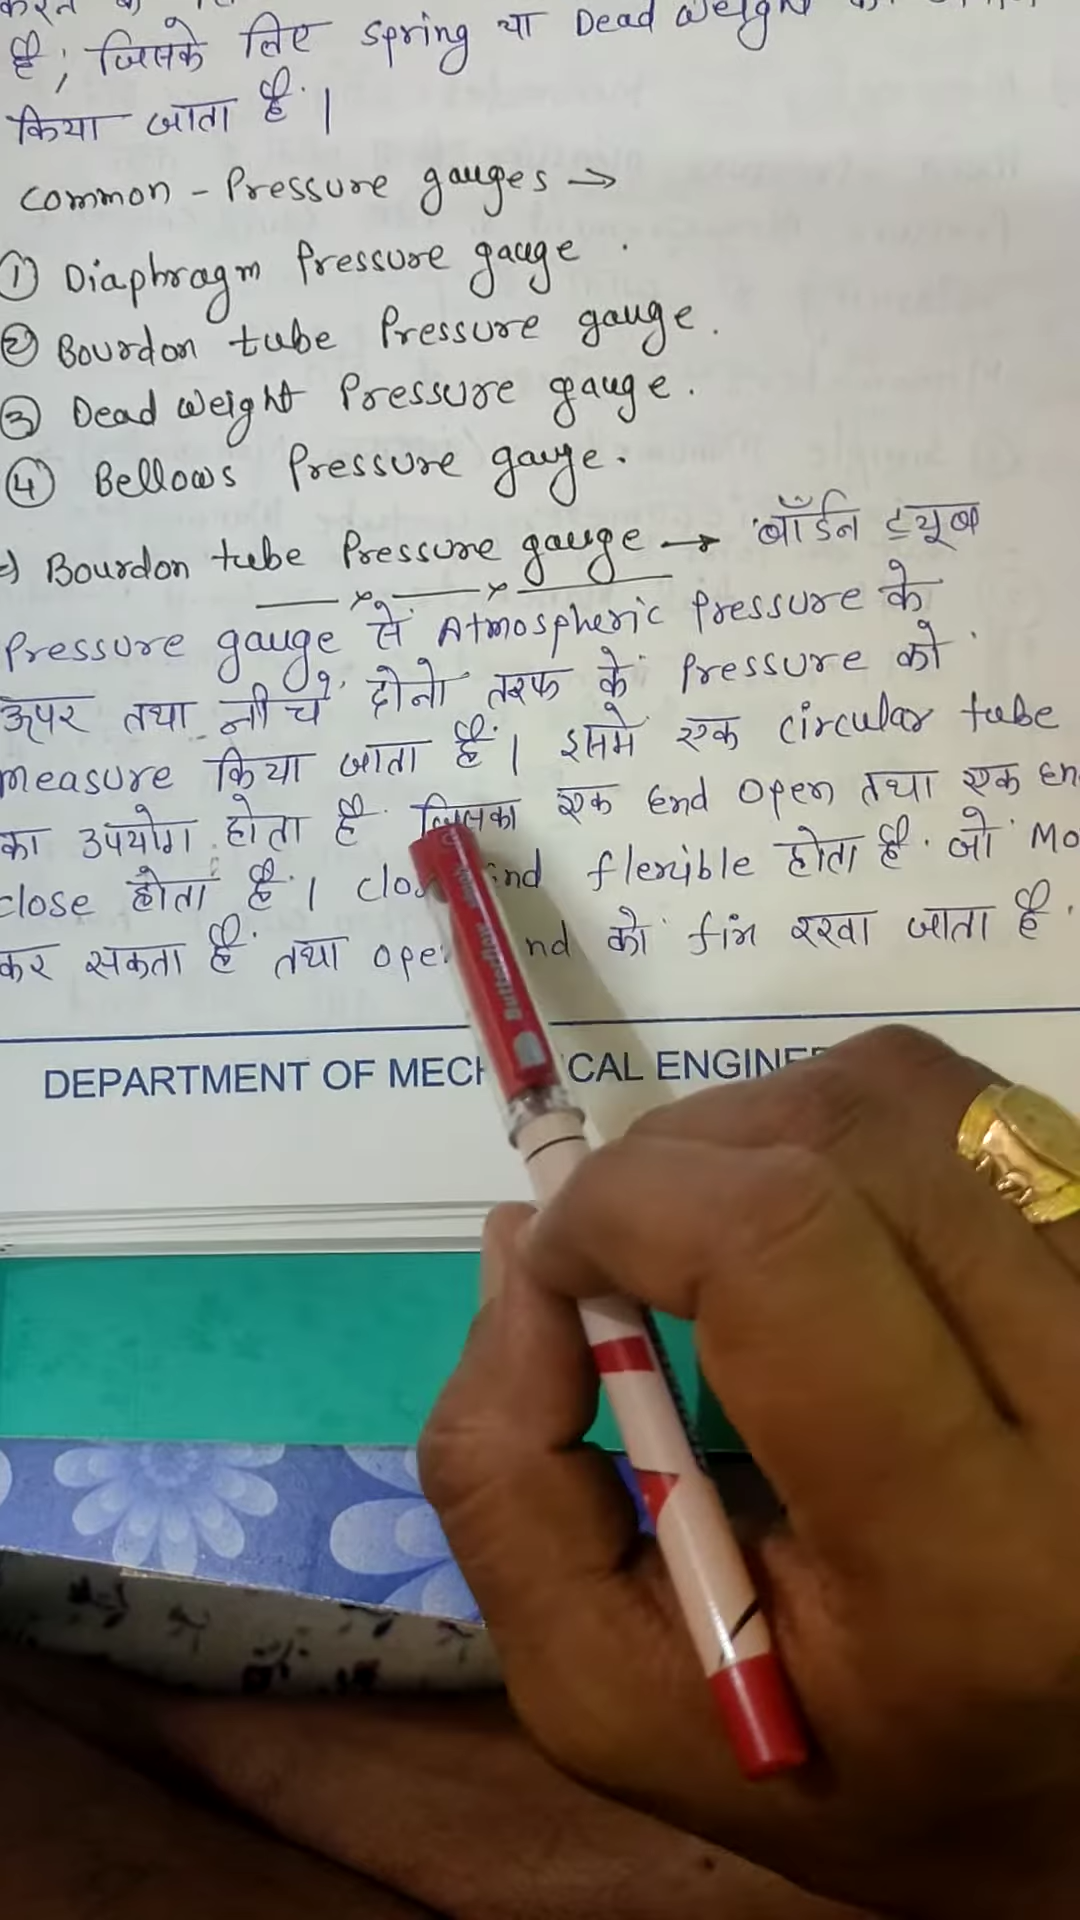 है, जिसके लिए spring या Dead weight
किया जाता है।
common - Pressure gauges →
① Diaphragm Pressure gauge.
② Bourdon tube Pressure gauge.
③ Dead weight Pressure gauge.
④ Bellows Pressure gauge.
Bourdon tube Pressure gauge → बॉर्डन ट्यूब
Pressure gauge से Atmospheric Pressure के
ऊपर तथा नीचे दोनो तरफ के Pressure को
measure किया जाता है। इसमे एक circular tube
का उपयोग होता है जिसका एक End open तथा एक
close होता है। flexible होता है. जो
कर सकता है तथा को fix रखा जाता है.
DEPARTMENT OF